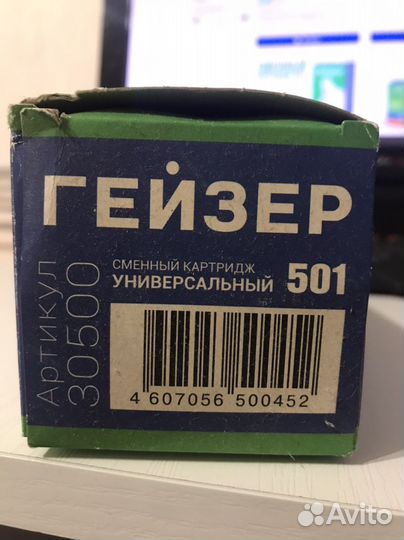 ГЕЙЗЕР
Артикул
30500
СМЕННЫЙ КАРТРИДЖ
УНИВЕРСАЛЬНЫЙ 501
4 607056 500452
Avito